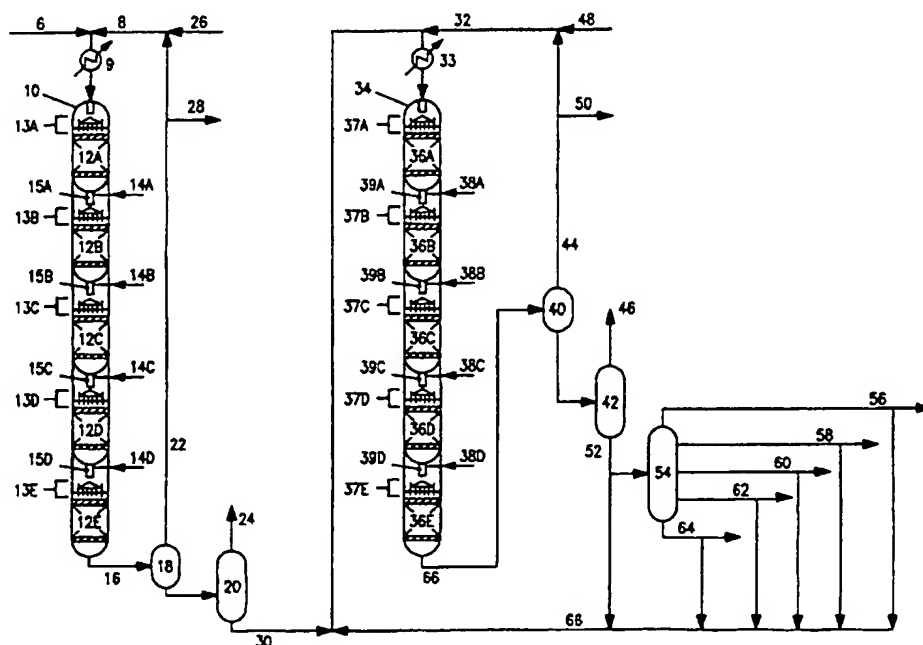 6 8 26 32 48
9 33
10 34
28 50
13A 37A
12A 36A
15A 14A 39A 38A
13B 37B
12B 36B
44
15B 14B 39B 38B
13C 37C 40 46
12C 36C
15C 14C 39C 38C
42 56
13D 37D
12D 36D
58
22 52
15D 14D 39D 38D 54 60
13E 37E 62
24
12E 36E 64
16 18 66
20
30 68